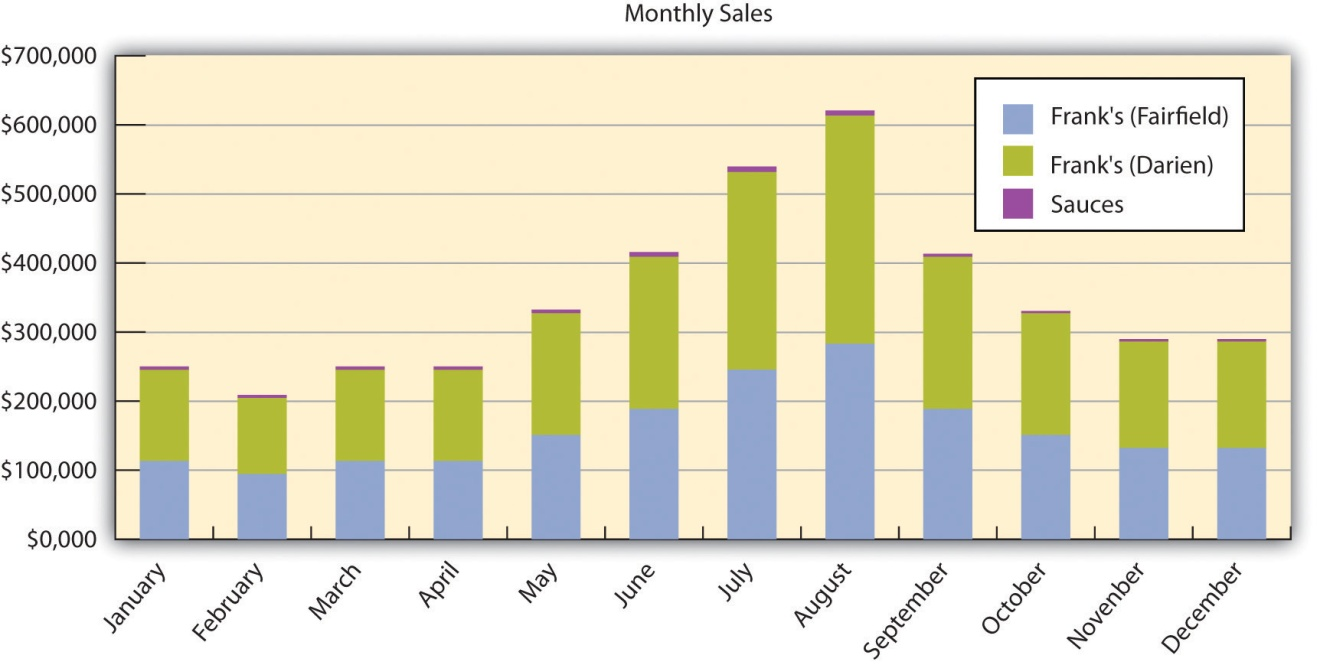 Monthly Sales
$700,000
$600,000
$500,000
$400,000
$300,000
$200,000
$100,000
$0,000
Frank's (Fairfield)
Frank's (Darien)
Sauces
January
February
March
April
May
June
July
August
September
October
Novenber
December